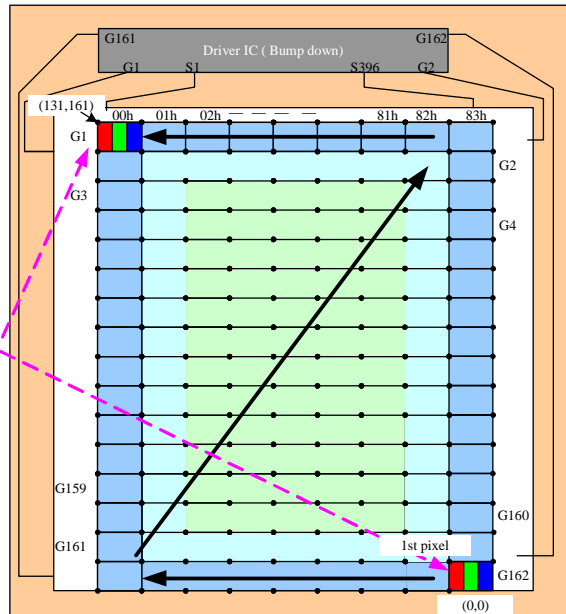 G161 Driver IC ( Bump down) G162
G1 S1 S396 G2
(131,161)
00h 01h 02h 81h 82h 83h
G1
G2
G3
G4
G159
G160
G161
1st pixel
G162
(0,0)